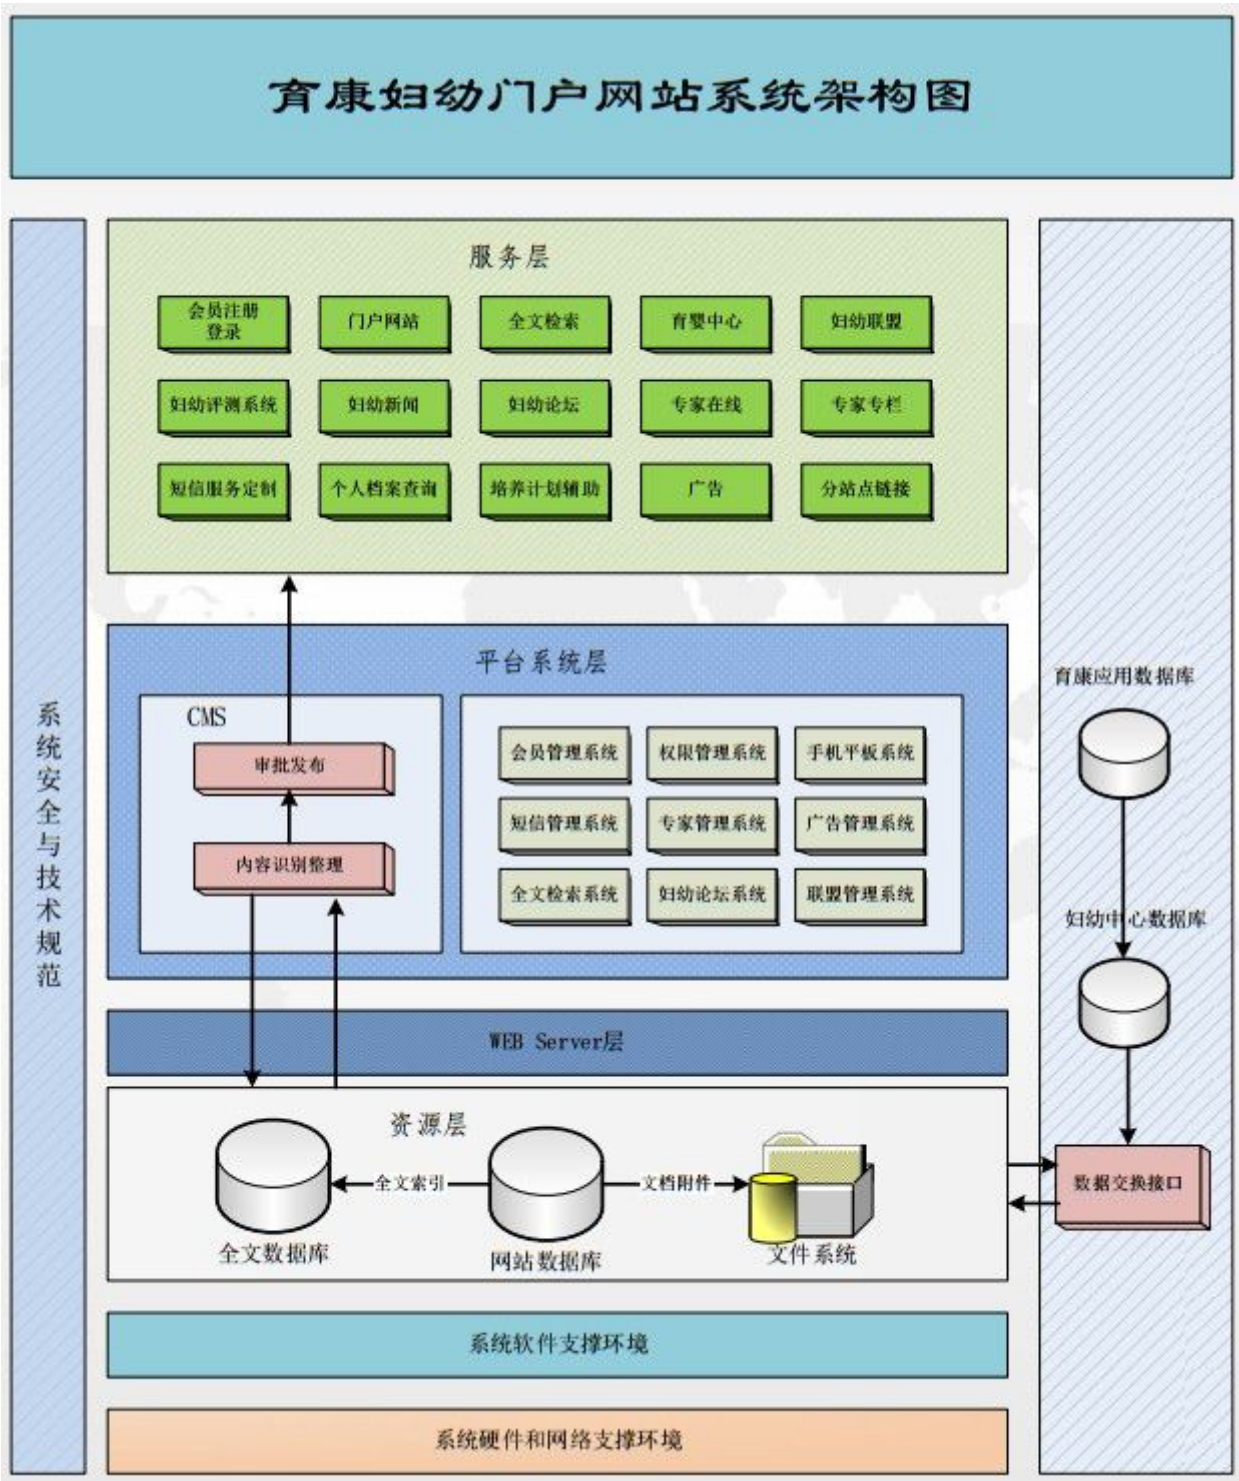 育康妇幼门户网站系统架构图
系统安全与技术规范
服务层
会员注册
登录
门户网站
全文检索
育婴中心
妇幼联盟
妇幼评测系统
妇幼新闻
妇幼论坛
专家在线
专家专栏
短信服务定制
个人档案查询
培养计划辅助
广告
分站点链接
平台系统层
CMS
审批发布
内容识别整理
会员管理系统
权限管理系统
手机平板系统
短信管理系统
专家管理系统
广告管理系统
全文检索系统
妇幼论坛系统
联盟管理系统
WEB Server层
资源层
全文索引
文档附件
全文数据库
网站数据库
文件系统
系统软件支撑环境
系统硬件和网络支撑环境
育康应用数据库
妇幼中心数据库
数据交换接口